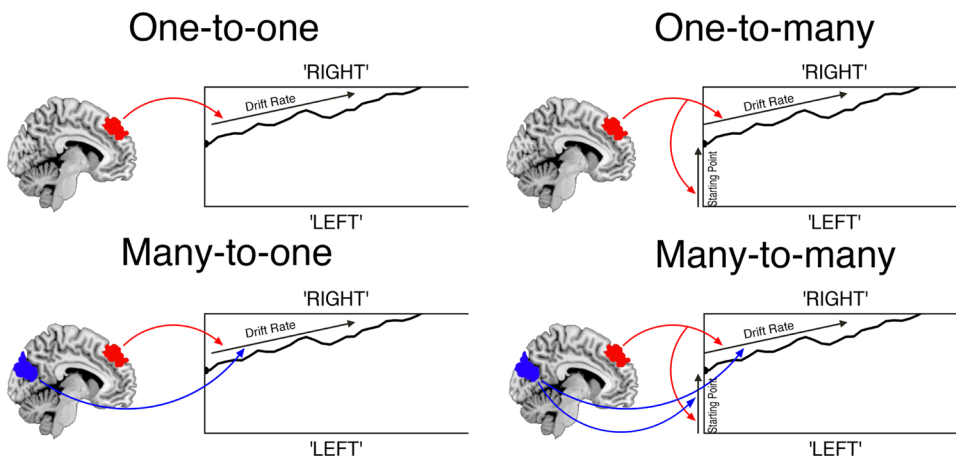 One-to-one
'RIGHT'
Drift Rate
'LEFT'
One-to-many
'RIGHT'
Drift Rate
Starting Point
'LEFT'
Many-to-one
'RIGHT'
Drift Rate
'LEFT'
Many-to-many
'RIGHT'
Drift Rate
Starting Point
'LEFT'